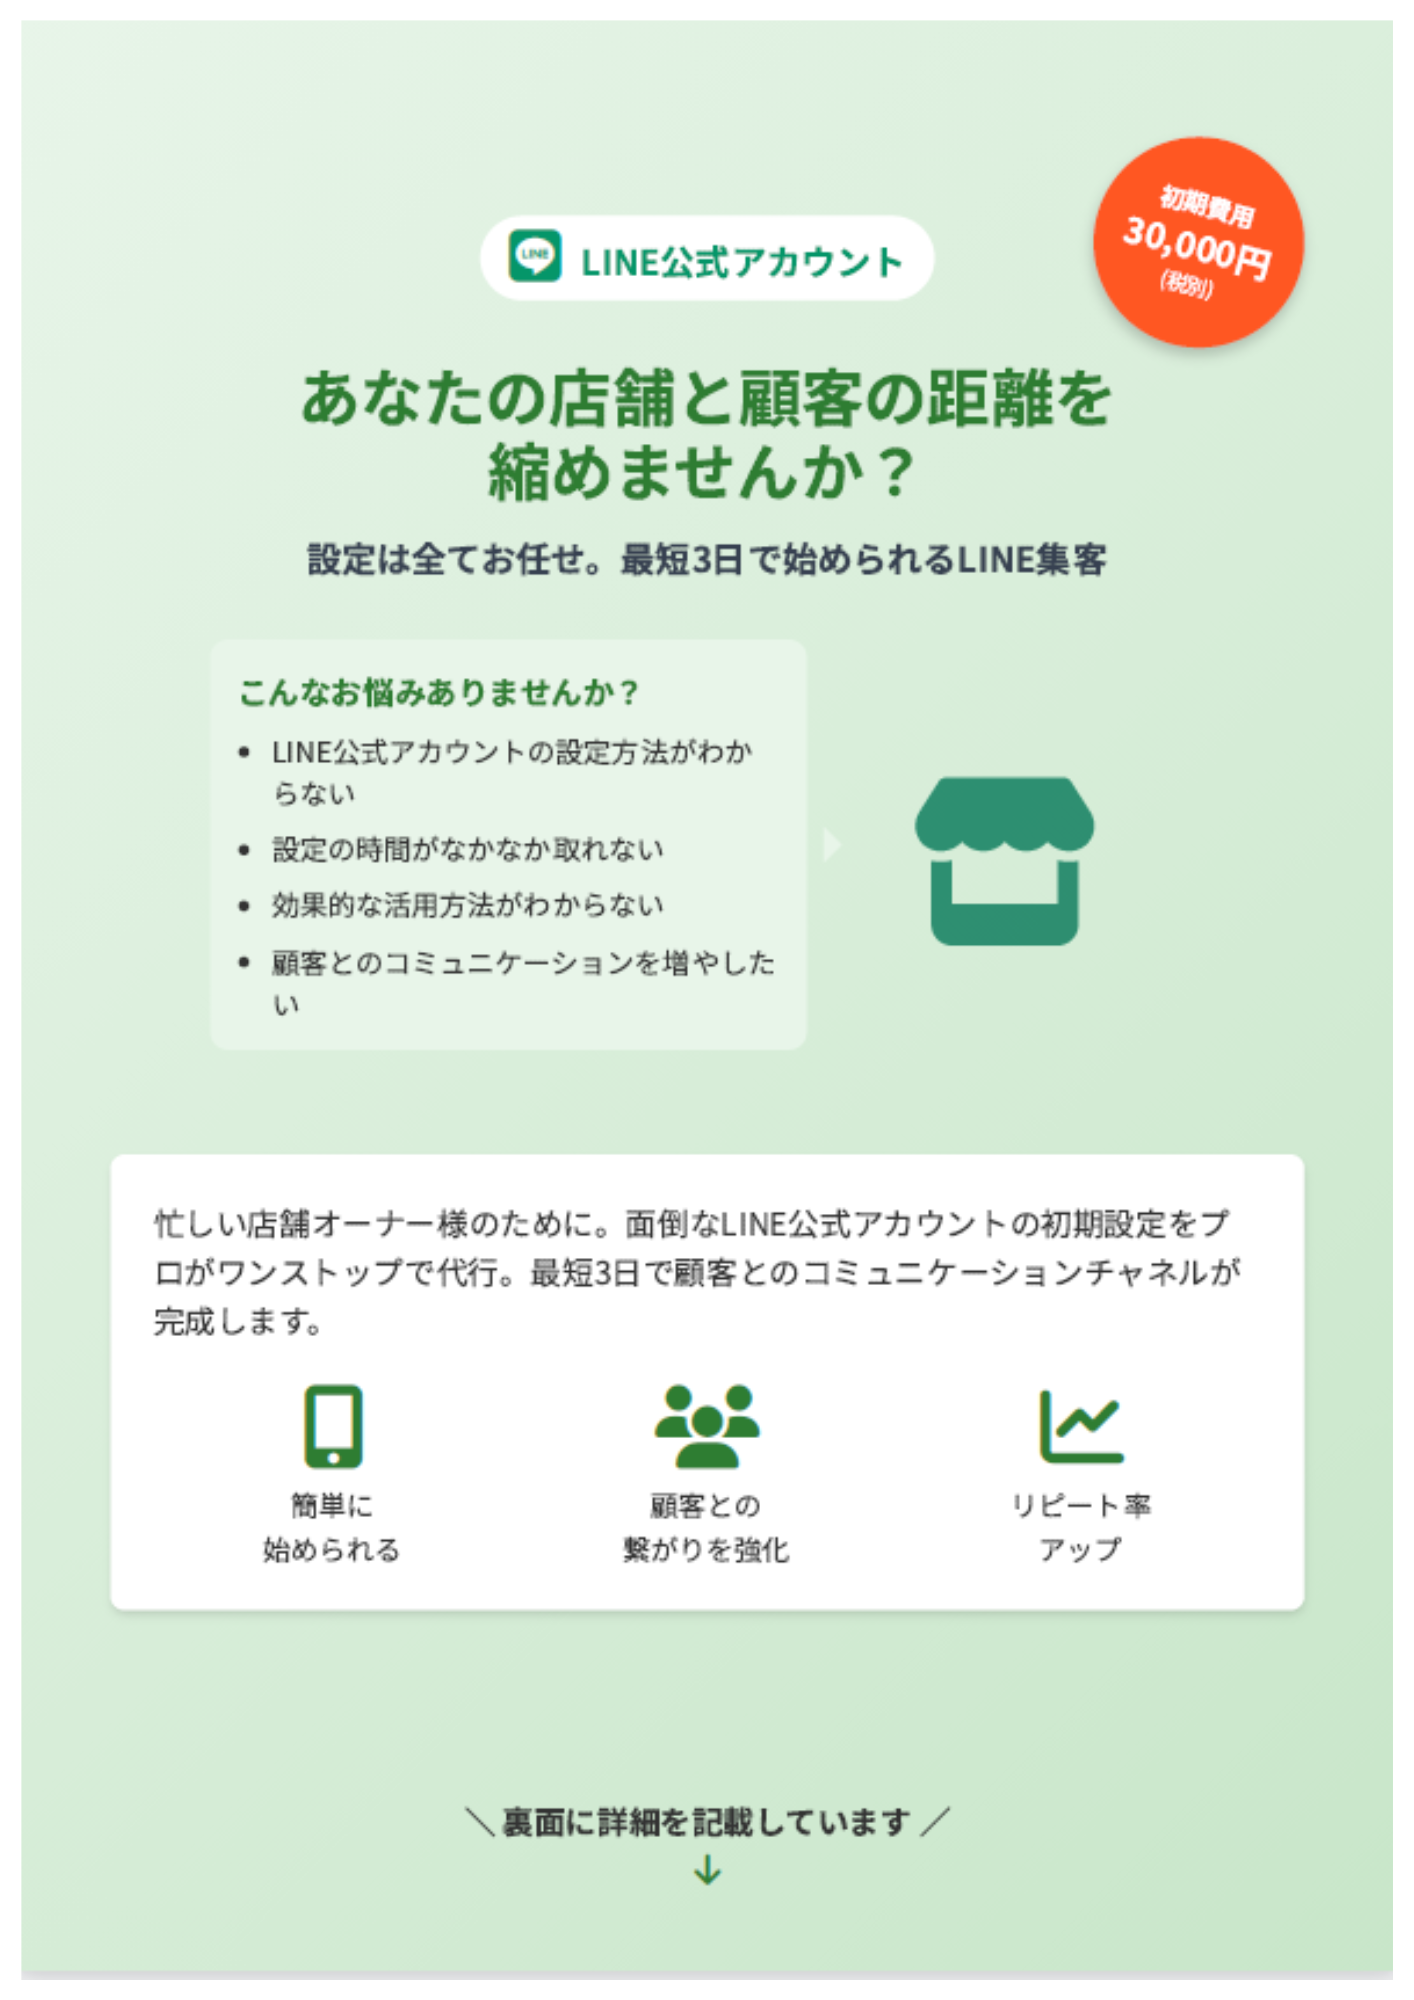 初期費用
30,000円
(税別)
LINE
LINE公式アカウント
あなたの店舗と顧客の距離を
縮めませんか？
設定は全てお任せ。最短3日で始められるLINE集客
こんなお悩みありませんか？
• LINE公式アカウントの設定方法がわか
らない
• 設定の時間がなかなか取れない
• 効果的な活用方法がわからない
• 顧客とのコミュニケーションを増やした
い
忙しい店舗オーナー様のために。面倒なLINE公式アカウントの初期設定をプ
ロがワンストップで代行。最短3日で顧客とのコミュニケーションチャネルが
完成します。
簡単に
始められる
顧客との
繋がりを強化
リピート率
アップ
＼ 裏面に詳細を記載しています ／
↓